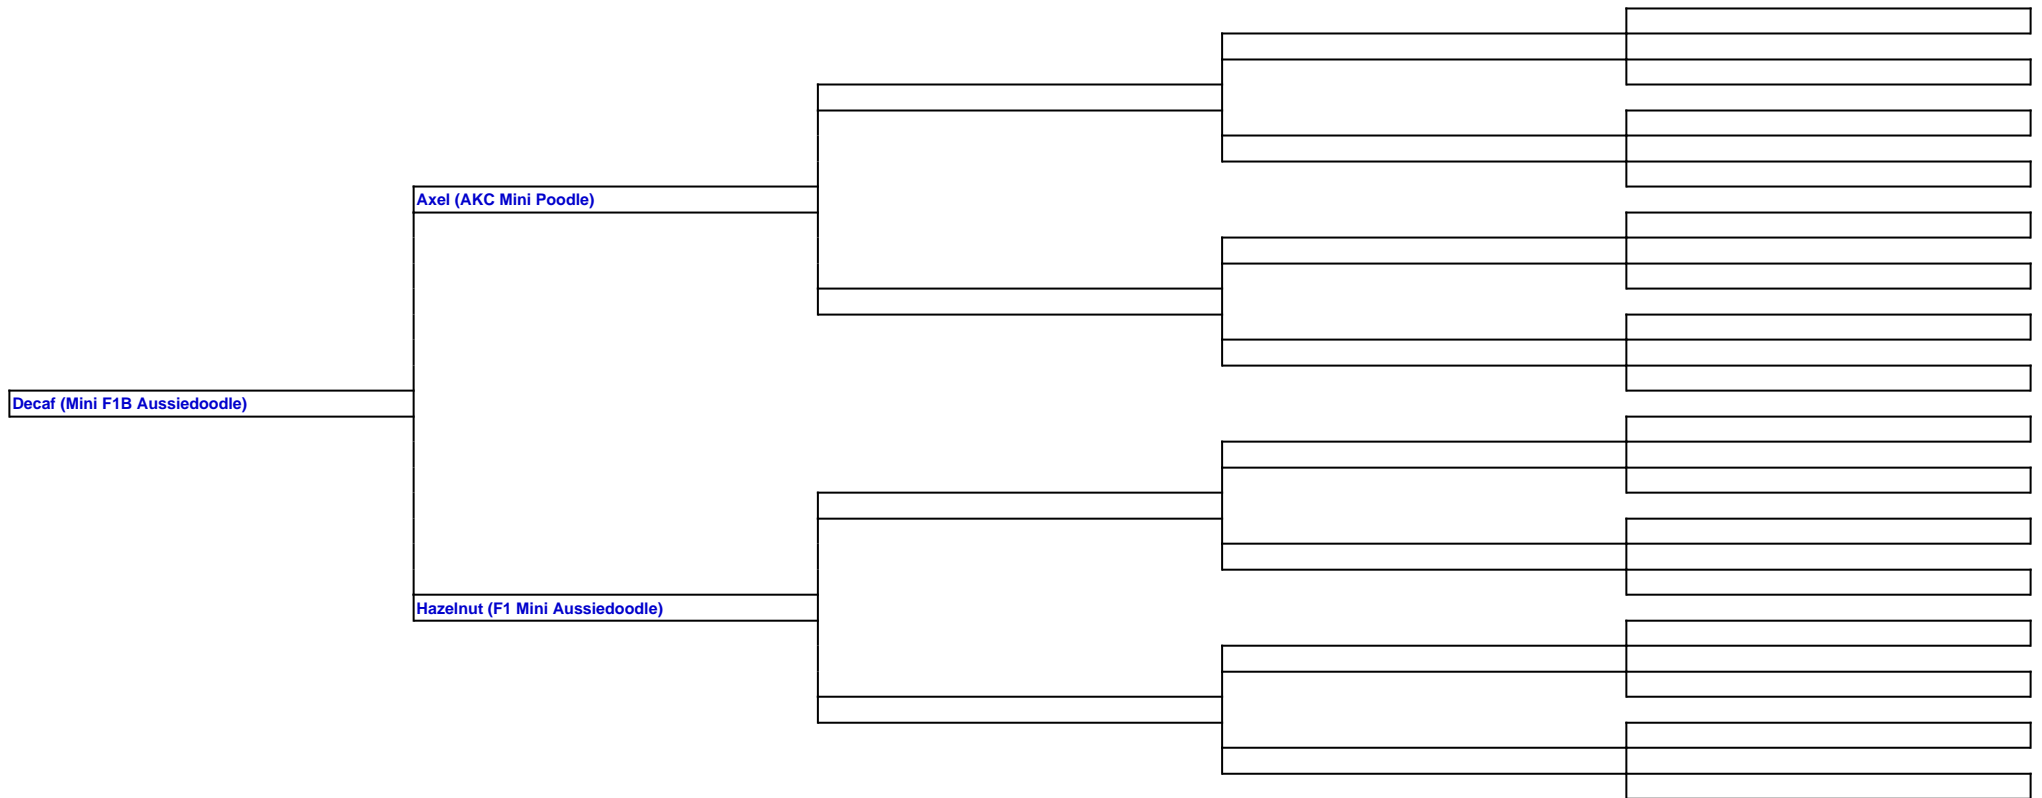 Axel (AKC Mini Poodle)
Decaf (Mini F1B Aussiedoodle)
Hazelnut (F1 Mini Aussiedoodle)